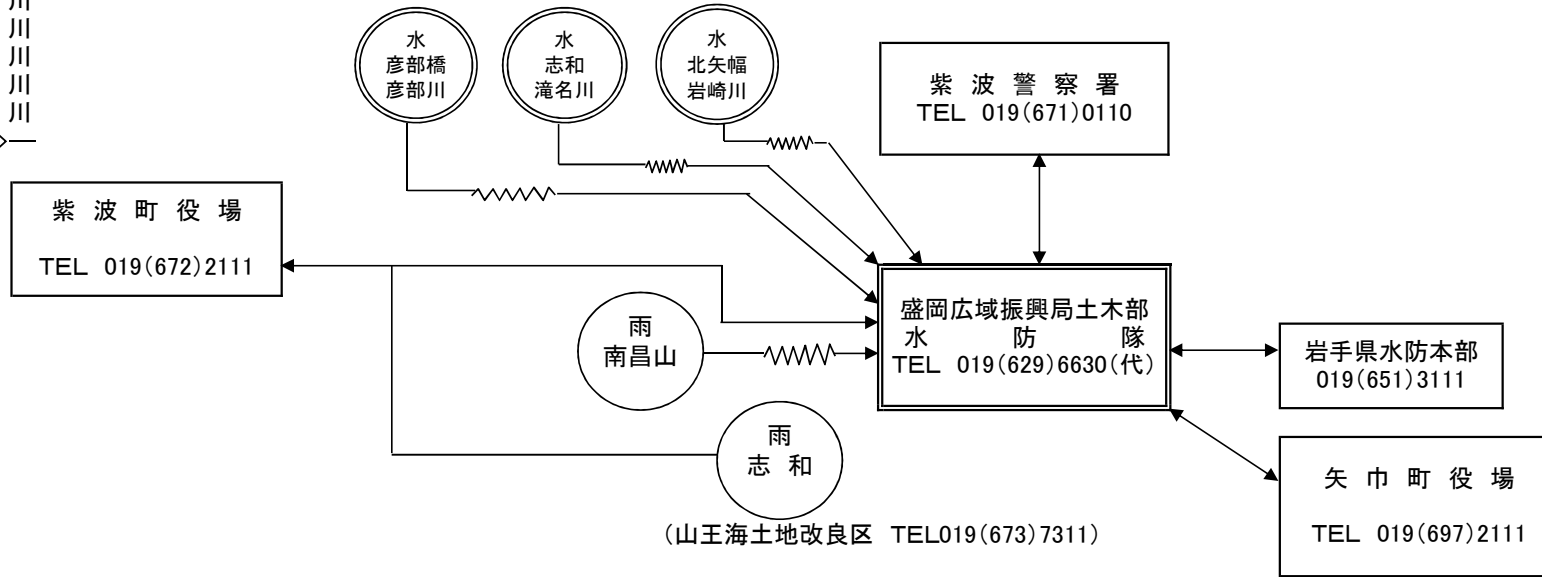 川
川
川
川
川
水
彦部橋
彦部川
水
志和
滝名川
水
北矢幅
岩崎川
紫波警察署
TEL 019(671)0110
紫波町役場
TEL 019(672)2111
雨
南昌山
盛岡広域振興局土木部
水防隊
TEL 019(629)6630(代)
岩手県水防本部
019(651)3111
雨
志和
(山王海土地改良区 TEL019(673)7311)
矢巾町役場
TEL 019(697)2111